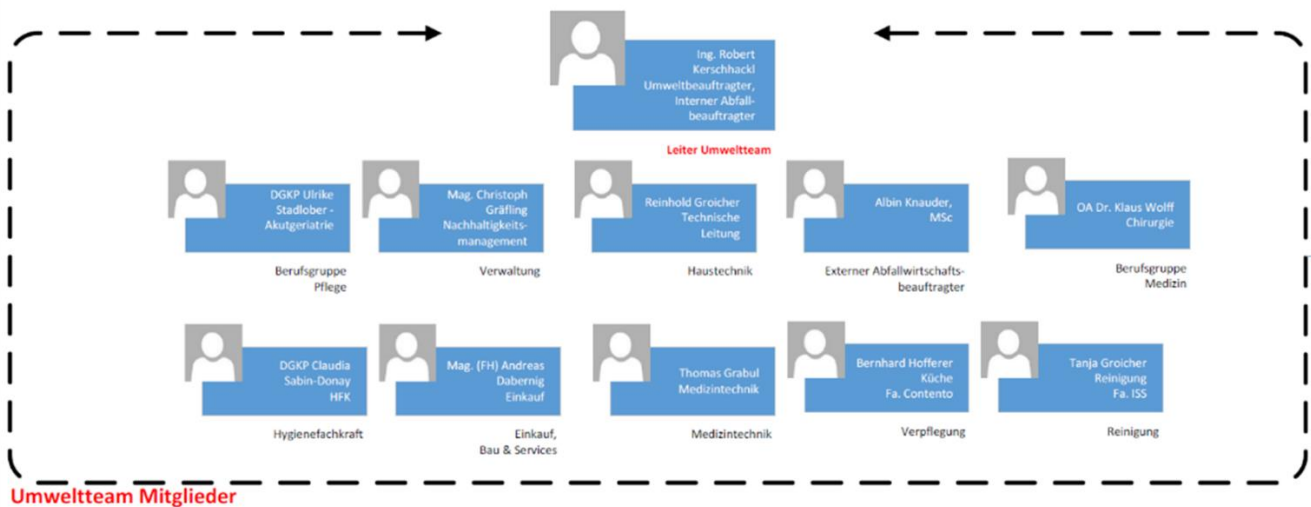 Ing. Robert
Kerschhackl
Umweltbeauftragter,
Interner Abfall-
beauftragter
Leiter Umweltteam
DGKP Ulrike
Stadlober -
Akutgeriatrie
Berufsgruppe
Pflege
Mag. Christoph
Gräfling
Nachhaltigkeits-
management
Verwaltung
Reinhold Groicher
Technische
Leitung
Haustechnik
Albin Knauder,
MSc
Externer Abfallwirtschafts-
beauftragter
OA Dr. Klaus Wolff
Chirurgie
Berufsgruppe
Medizin
DGKP Claudia
Sabin-Donay
HFK
Hygienefachkraft
Mag. (FH) Andreas
Dabernig
Einkauf
Einkauf,
Bau & Services
Thomas Grabul
Medizintechnik
Medizintechnik
Bernhard Hofferer
Küche
Fa. Contento
Verpflegung
Tanja Groicher
Reinigung
Fa. ISS
Reinigung
Umweltteam Mitglieder